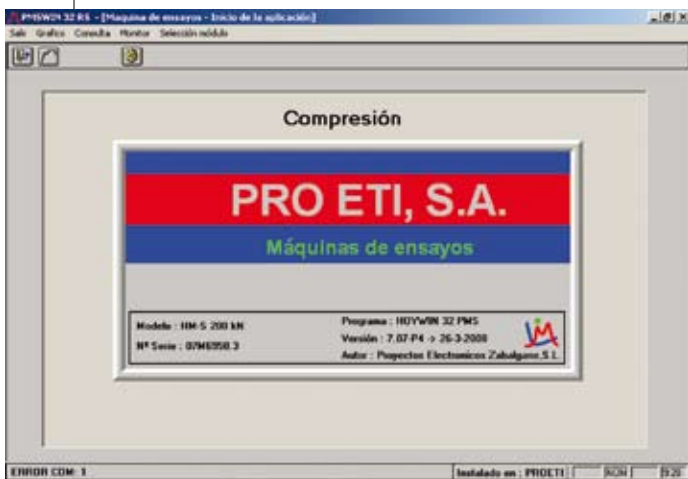 PMSWIN 32 RS - [Maquina de ensayos - Inicio de la aplicación]
Salir Grafico Consulta Monitor Selección módulo
Compresión
PRO ETI, S.A.
Máquinas de ensayos
Modelo : HM-S 200 kN
Nº Serie : 07M6958.3
Programa : HOYWIN 32 PMS
Versión : 7.07-P4 -> 26-3-2008
Autor : Proyectos Electronicos Zabalgane,S.L.
ERROR COM: 1
Instalado en : PROETI
NUM
9:20